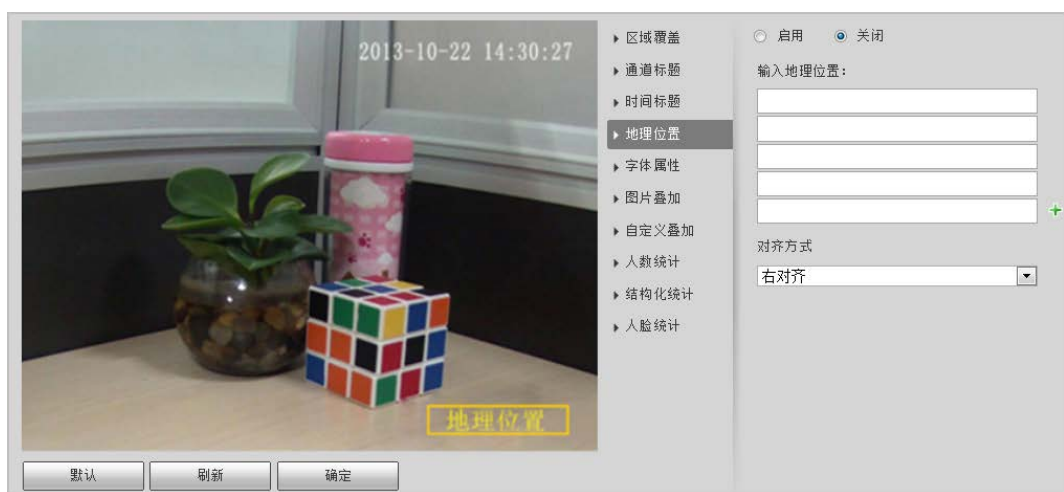 2013-10-22 14:30:27
地理位置
默认
刷新
确定
区域覆盖
通道标题
时间标题
地理位置
字体属性
图片叠加
自定义叠加
人数统计
结构化统计
人脸统计
启用 关闭
输入地理位置：
对齐方式
右对齐